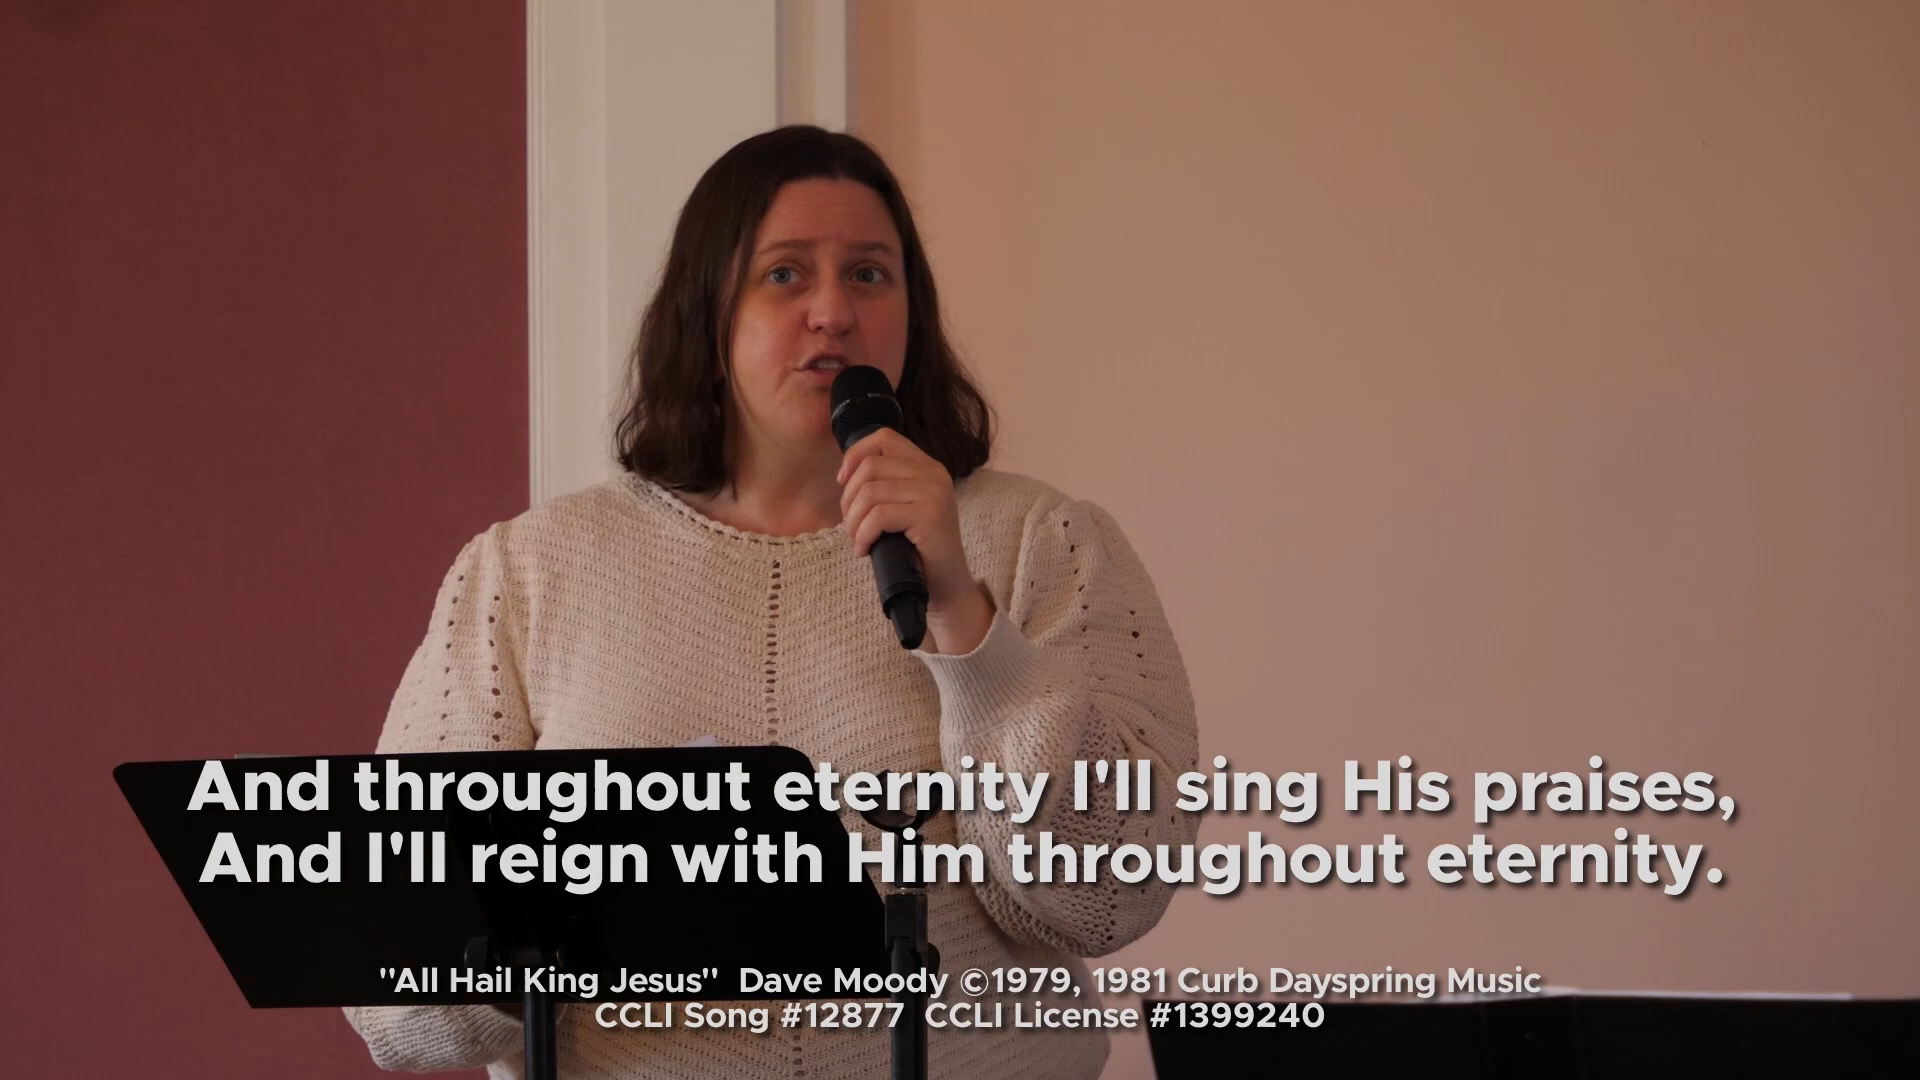 And throughout eternity I'll sing His praises,
And I'll reign with Him throughout eternity.
"All Hail King Jesus" Dave Moody ©1979, 1981 Curb Dayspring Music
CCLI Song #12877 CCLI License #1399240